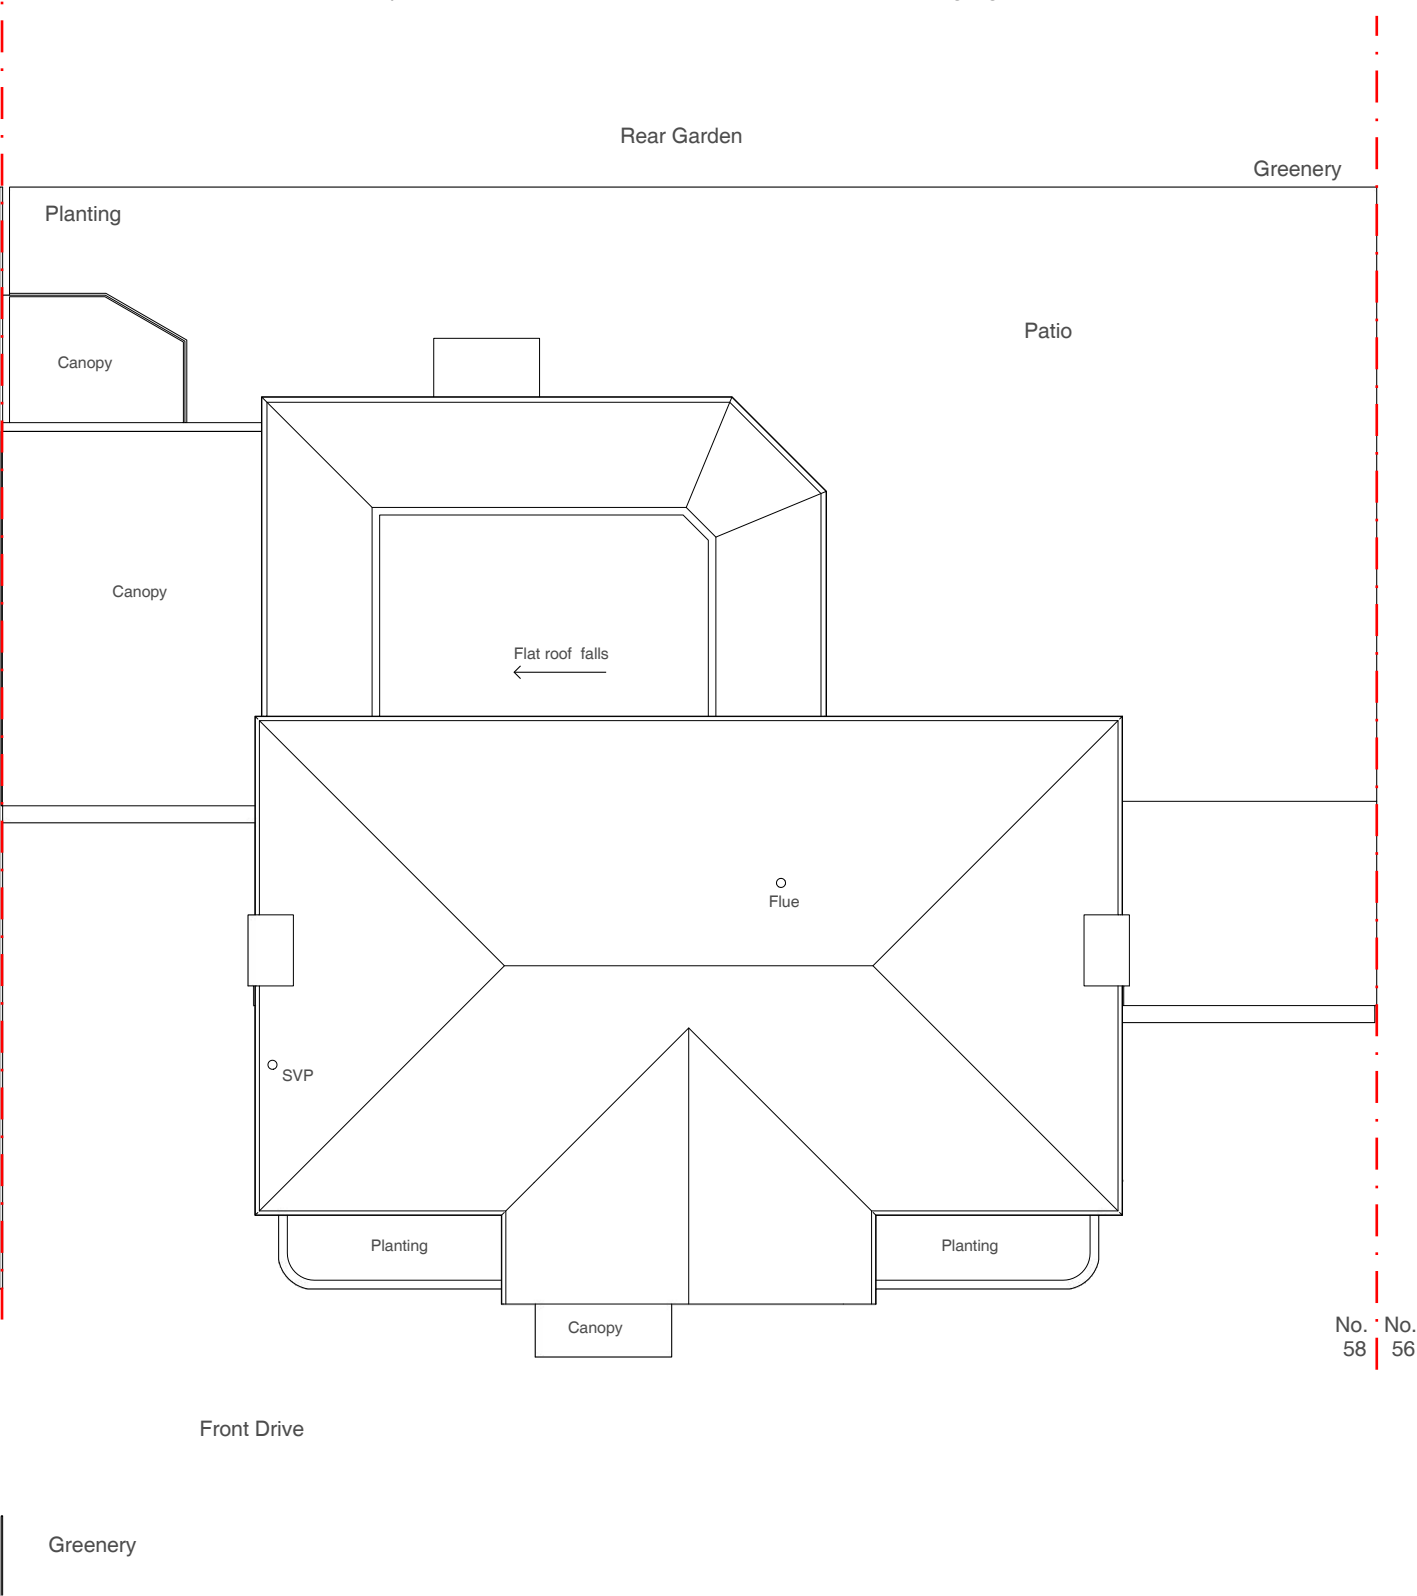 Rear Garden
Greenery
Planting
Patio
Canopy
Canopy
Flat roof falls
Flue
SVP
Planting
Planting
Canopy
No. No.
58 56
Front Drive
Greenery